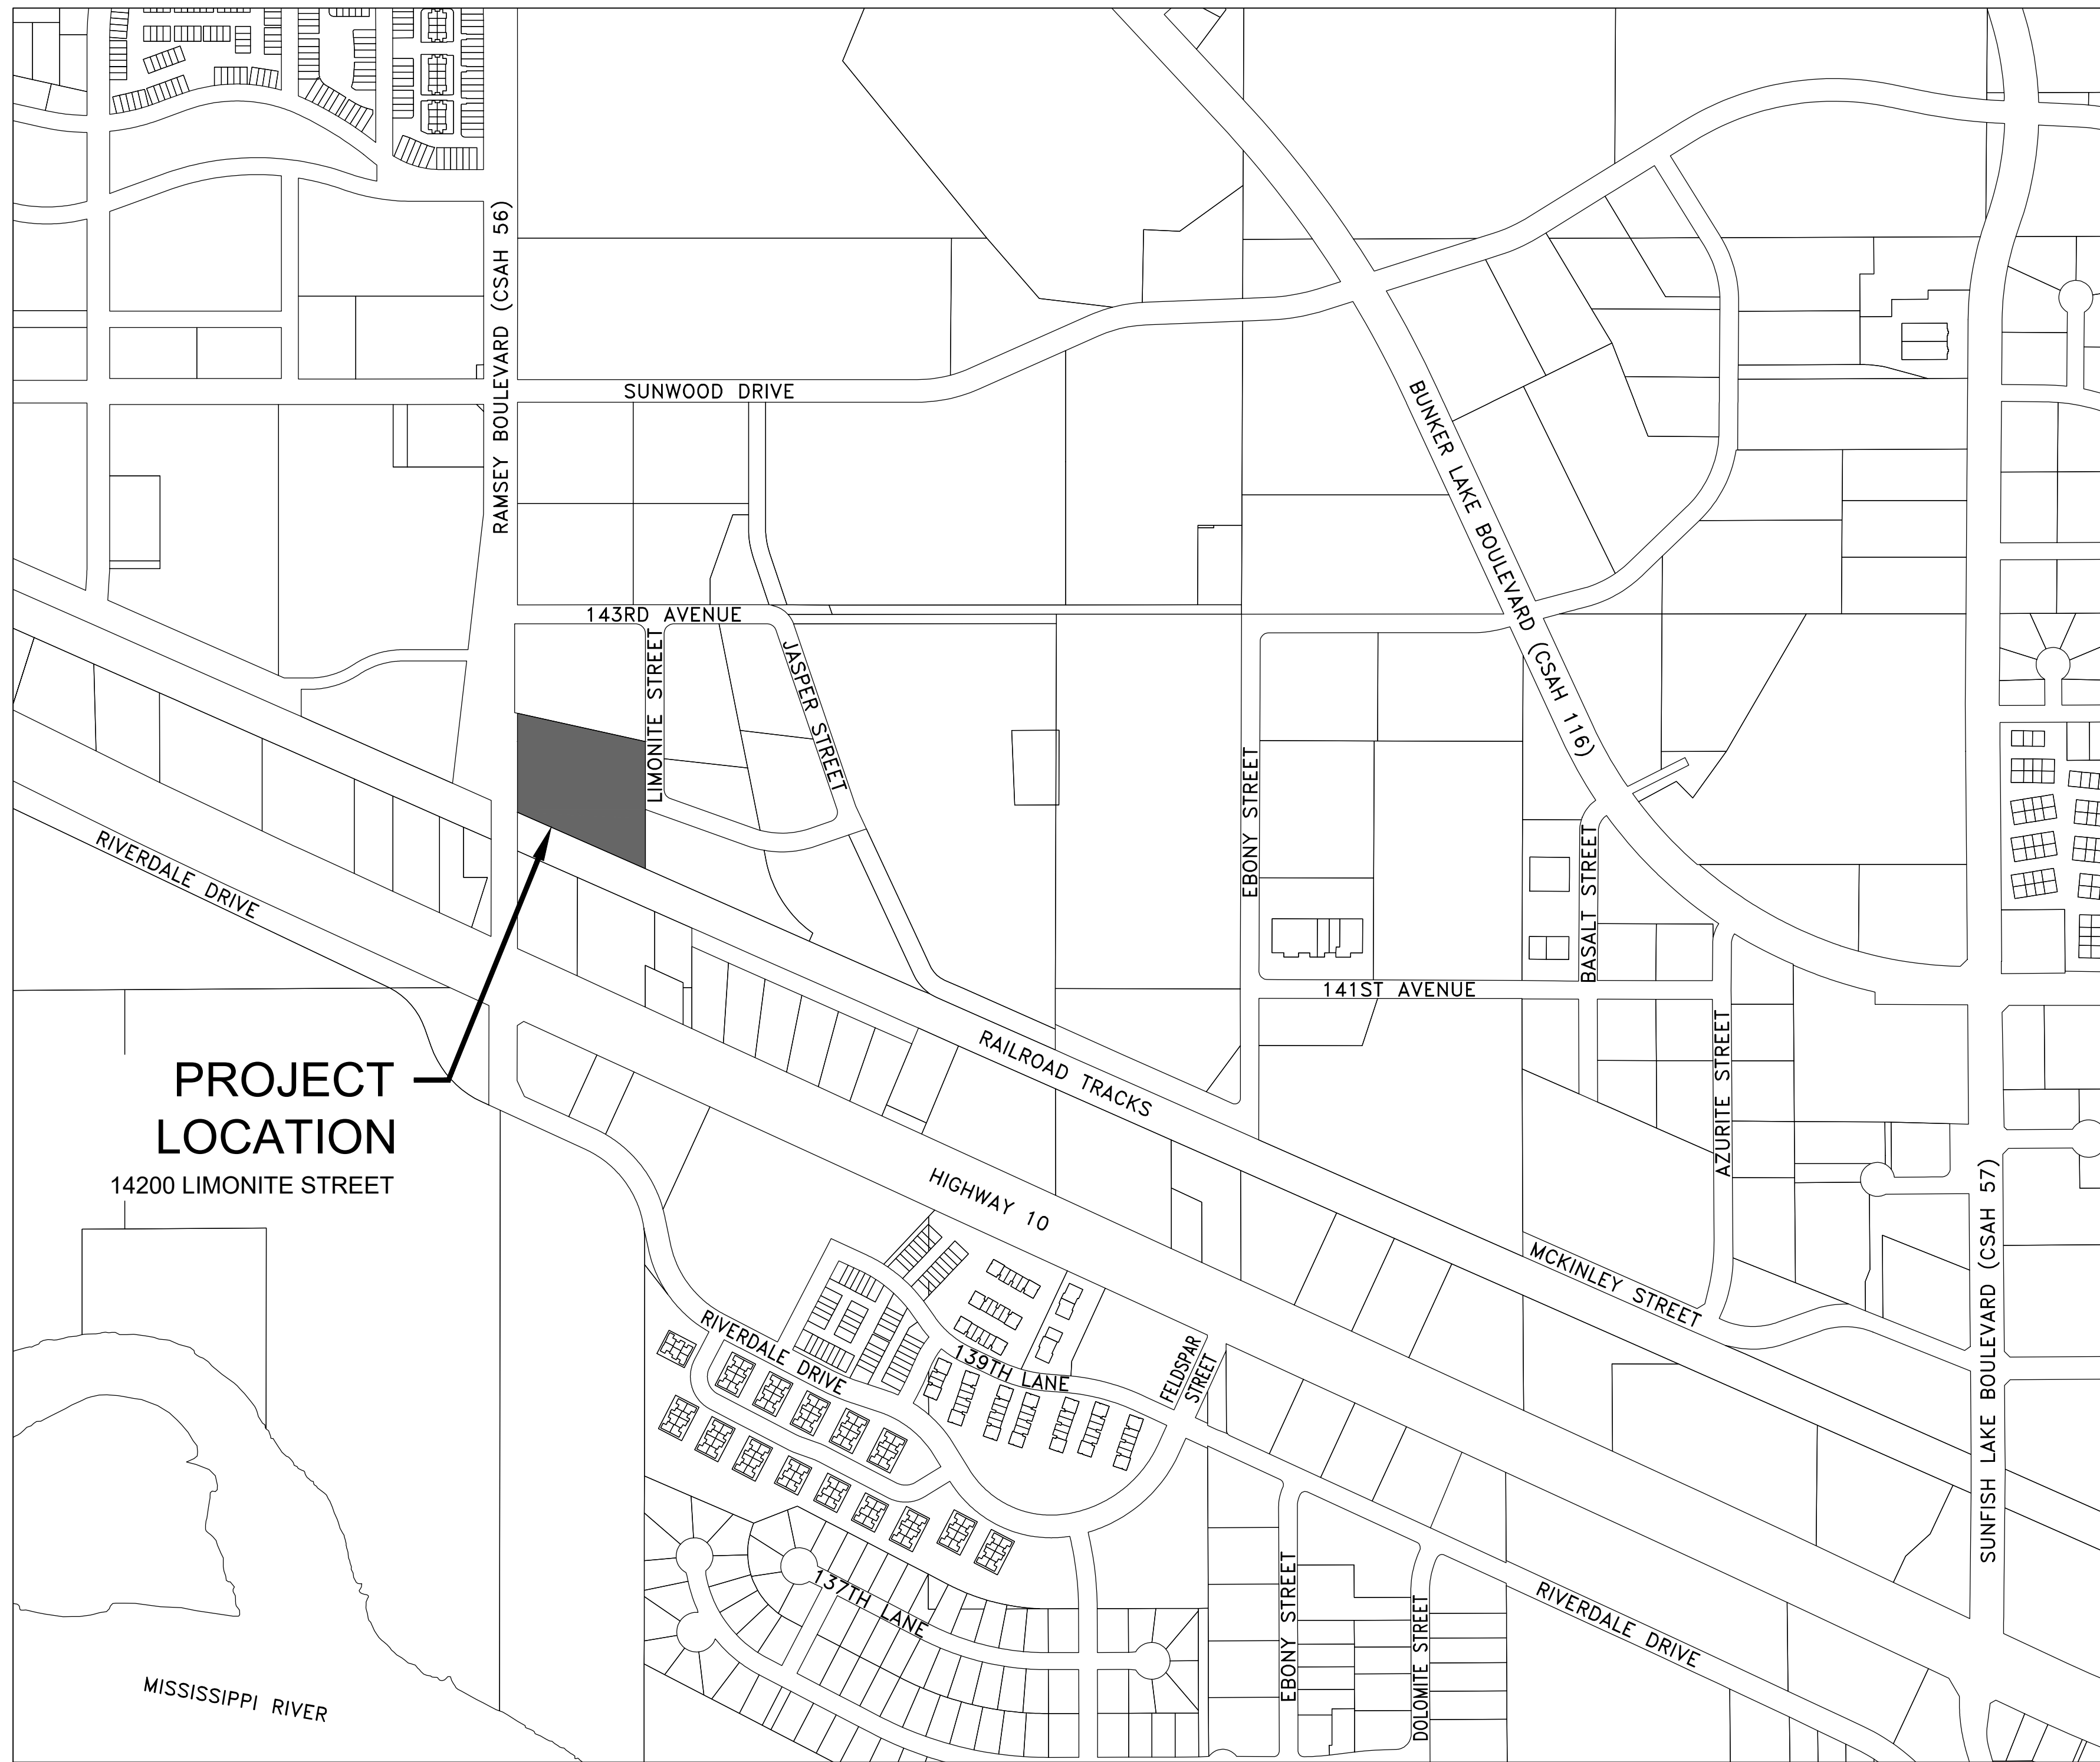 RAMSEY BOULEVARD (CSAH 56)
SUNWOOD DRIVE
BUNKER LAKE BOULEVARD (CSAH 116)
143RD AVENUE
LIMONITE STREET
JASPER STREET
EBONY STREET
BASALT STREET
RIVERDALE DRIVE
141ST AVENUE
AZURITE STREET
RAILROAD TRACKS
PROJECT
LOCATION
14200 LIMONITE STREET
HIGHWAY 10
MCKINLEY STREET
SUNFISH LAKE BOULEVARD (CSAH 57)
RIVERDALE DRIVE
139TH LANE
FELDSPAR
STREET
137TH LANE
EBONY STREET
DOLOMITE STREET
RIVERDALE DRIVE
MISSISSIPPI RIVER